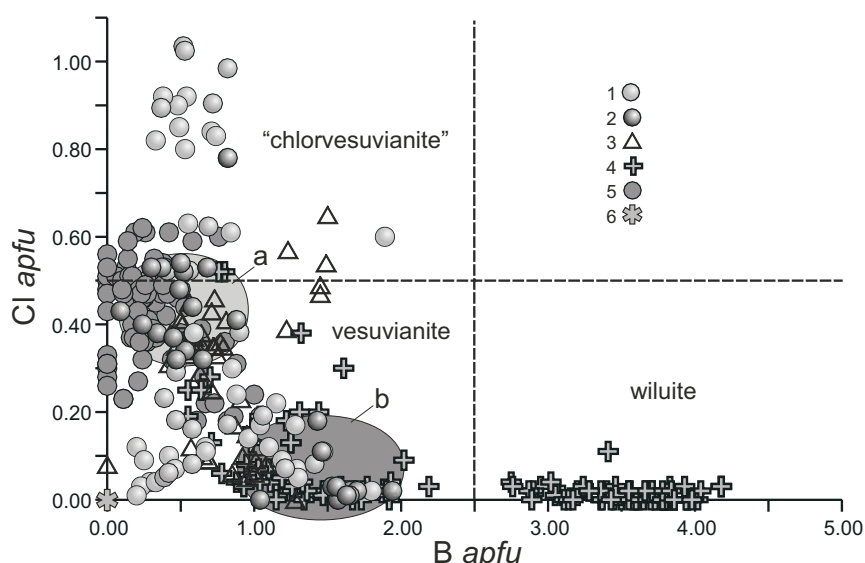 1.00
0.80
0.60
0.40
0.20
0.00
Cl apfu
0.00 1.00 2.00 3.00 4.00 5.00
B apfu
“chlorvesuvianite”
1
2
3
4
5
6
a
vesuvianite
b
wiluite